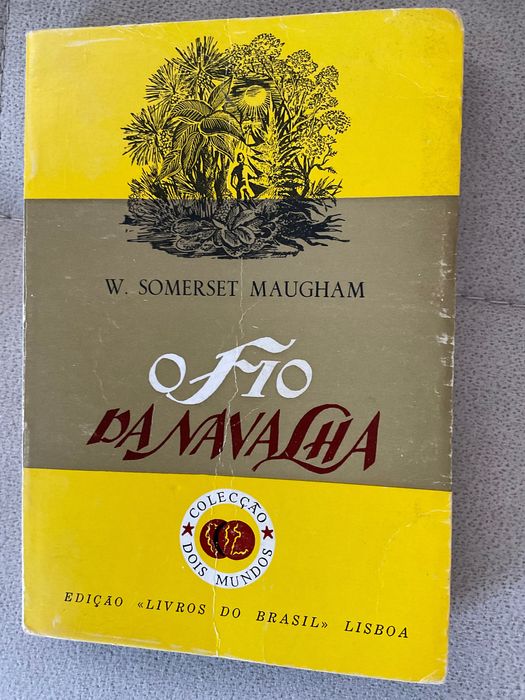 W. SOMERSET MAUGHAM
O FIO
DA NAVALHA
COLECÇÃO
DOIS MUNDOS
EDIÇÃO «LIVROS DO BRASIL» LISBOA